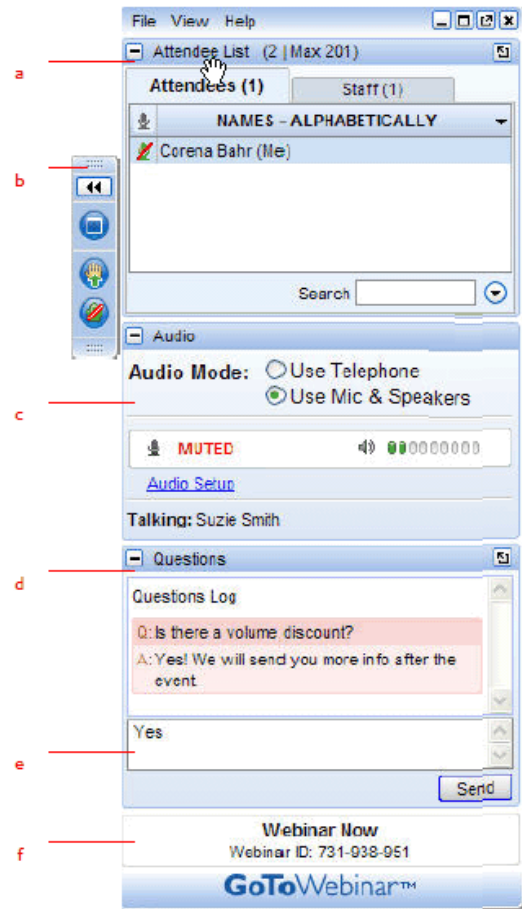 File View Help
a
Attendee List (2 | Max 201)
Attendees (1)
Staff (1)
NAMES - ALPHABETICALLY
b
Corena Bahr (Me)
Search
Audio
Audio Mode:
Use Telephone
c
Use Mic & Speakers
MUTED
Audio Setup
Talking: Suzie Smith
d
Questions
Questions Log
Q: Is there a volume discount?
A: Yes! We will send you more info after the
event
Yes
e
Send
Webinar Now
f
Webinar ID: 731-938-951
GoToWebinar™